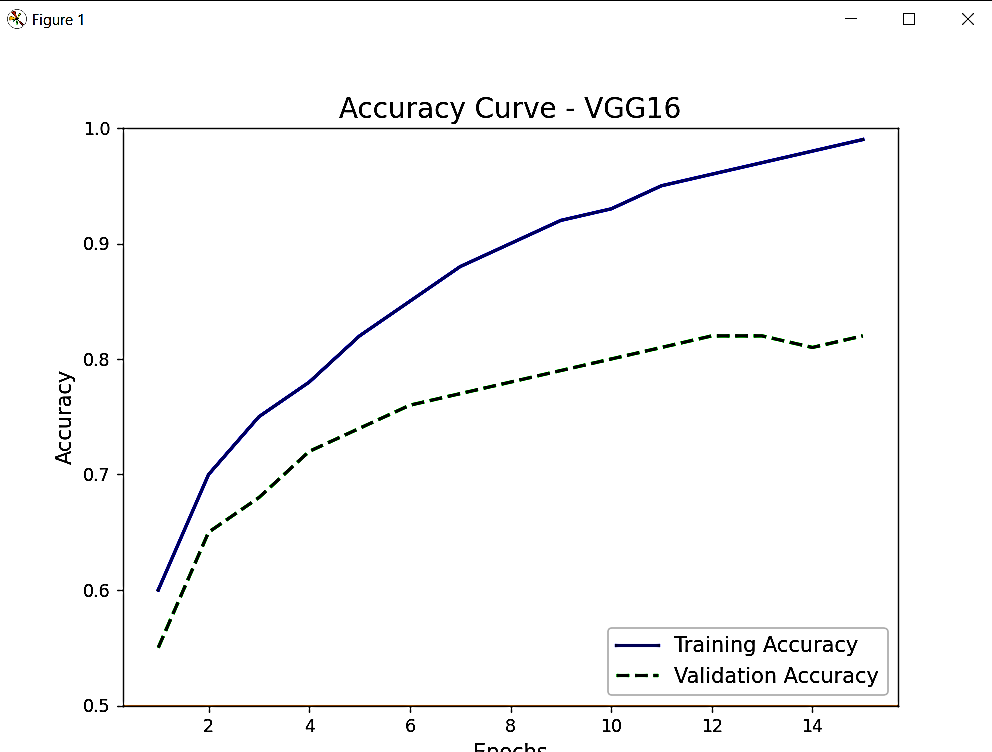 Figure 1
Accuracy Curve - VGG16
1.0
0.9
0.8
0.7
0.6
0.5
Accuracy
Training Accuracy
Validation Accuracy
2 4 6 8 10 12 14
Epochs